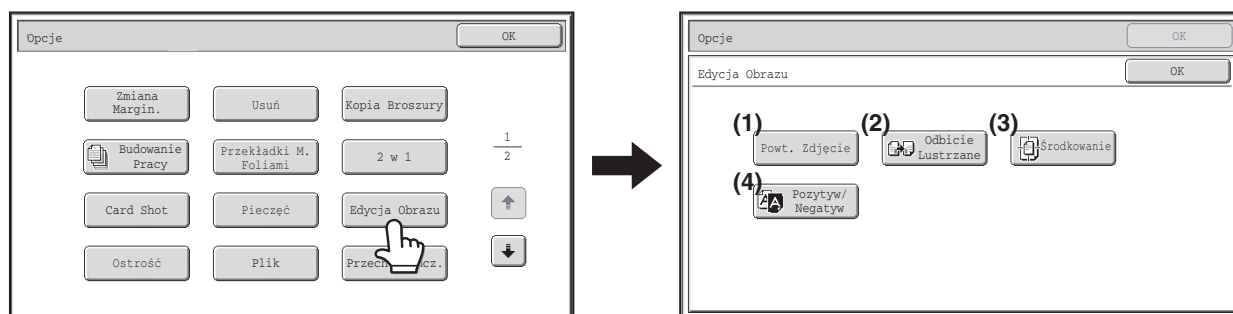 Opcje
OK
Zmiana
Margin.
Usuń
Kopia Broszury
Budowanie
Pracy
Przekładki M.
Foliami
2 w 1
1
2
Card Shot
Pieczęć
Edycja Obrazu
Ostrość
Plik
Opcje
OK
Edycja Obrazu
OK
(1)
Powt. Zdjęcie
(2)
Odbicie
Lustrzane
(3)
Środkowanie
(4)
A A
Pozytyw/
Negatyw